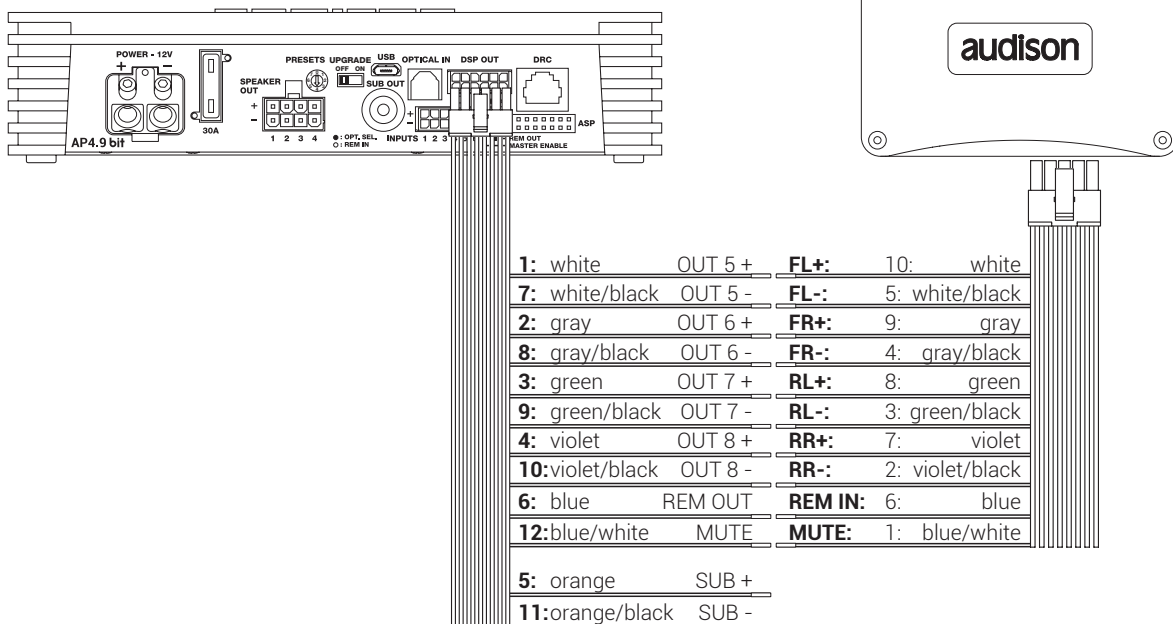 POWER - 12V
+ -
30A
AP4.9 bit
SPEAKER OUT
+
-
1 2 3 4
PRESETS UPGRADE USB OPTICAL IN DSP OUT DRC
OFF ON
SUB OUT
●: OPT. SEL.
○: REM IN
INPUTS 1 2 3
+
-
ASP
REM OUT
MASTER ENABLE
audison
1: white OUT 5 + FL+: 10: white
7: white/black OUT 5 - FL-: 5: white/black
2: gray OUT 6 + FR+: 9: gray
8: gray/black OUT 6 - FR-: 4: gray/black
3: green OUT 7 + RL+: 8: green
9: green/black OUT 7 - RL-: 3: green/black
4: violet OUT 8 + RR+: 7: violet
10: violet/black OUT 8 - RR-: 2: violet/black
6: blue REM OUT REM IN: 6: blue
12: blue/white MUTE MUTE: 1: blue/white
5: orange SUB +
11: orange/black SUB -